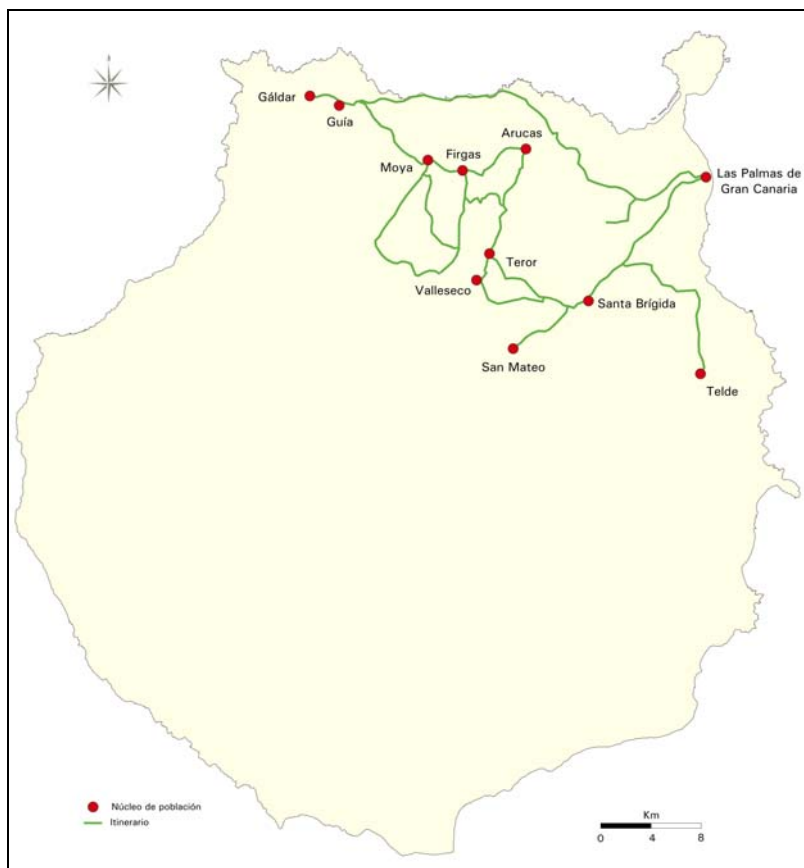 Gáldar
Guía
Arucas
Firgas
Moya
Las Palmas de
Gran Canaria
Teror
Valleseco
Santa Brígida
San Mateo
Telde
Núcleo de población
Itinerario
Km
0 4 8